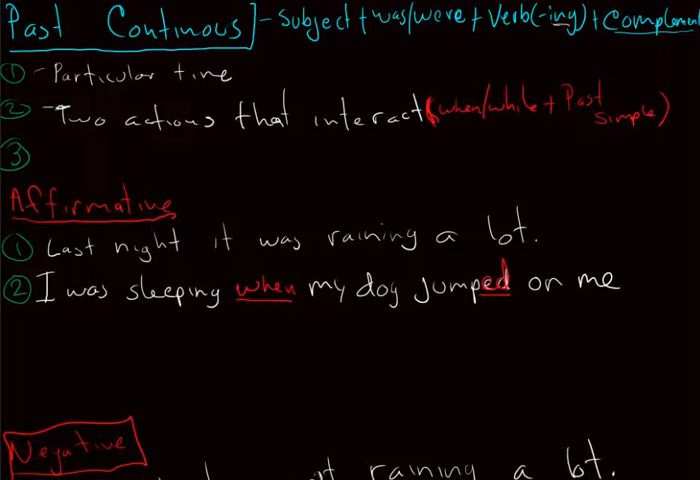 Past Continous - Subject + was/were + Verb(-ing) + Complemen
① - Particular time
② - Two actions that interact (when/while + Past Simple)
③
Affirmative
① Last night it was raining a lot.
② I was sleeping when my dog jumped on me
Negative
raining a lot.